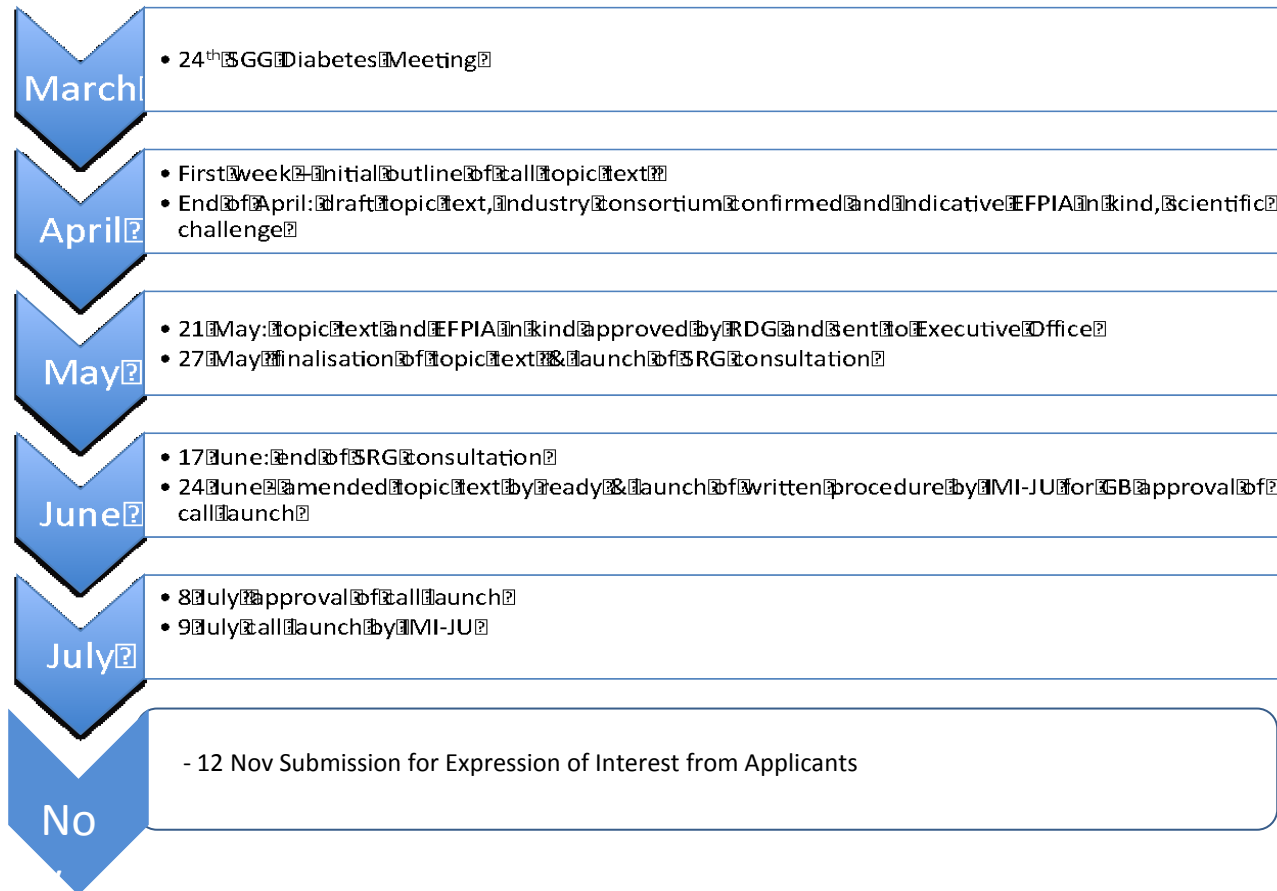 March
• 24th SGG Diabetes Meeting
April
• First week – initial outline of call topic text
• End of April: draft topic text, industry consortium confirmed and indicative EFPIA in kind, scientific
challenge
May
• 21 May: topic text and EFPIA in kind approved by RDG and sent to Executive Office
• 27 May finalisation of topic text & launch of SRG consultation
June
• 17 June: end of SRG consultation
• 24 June - amended topic text by ready & launch of written procedure by IMI-JU for GB approval of
call launch
July
• 8 July approval of call launch
• 9 July call launch by IMI-JU
No
- 12 Nov Submission for Expression of Interest from Applicants